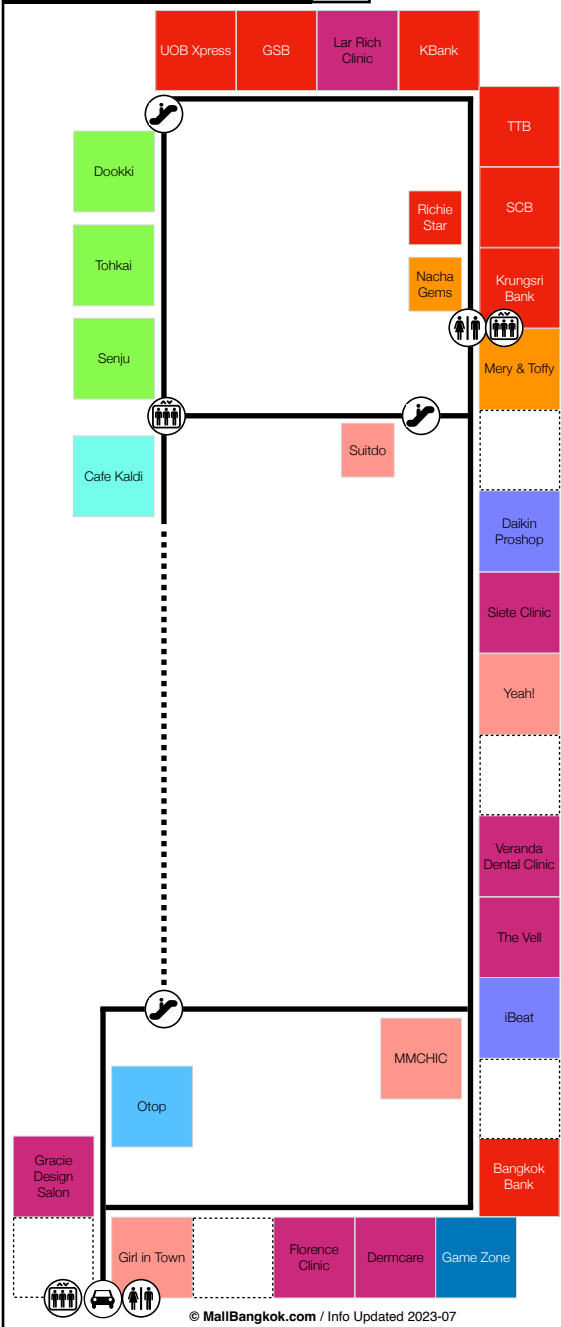 UOB Xpress
GSB
Lar Rich
Clinic
KBank
TTB
Dookki
SCB
Richie
Star
Tohkai
Nacha
Gems
Krungsri
Bank
Senju
Mery & Toffy
Suitdo
Cafe Kaldi
Daikin
Proshop
Siete Clinic
Yeah!
Veranda
Dental Clinic
The Vell
iBeat
MMCHIC
Otop
Gracie
Design
Salon
Bangkok
Bank
Girl in Town
Florence
Clinic
Dermcare
Game Zone
© MallBangkok.com / Info Updated 2023-07